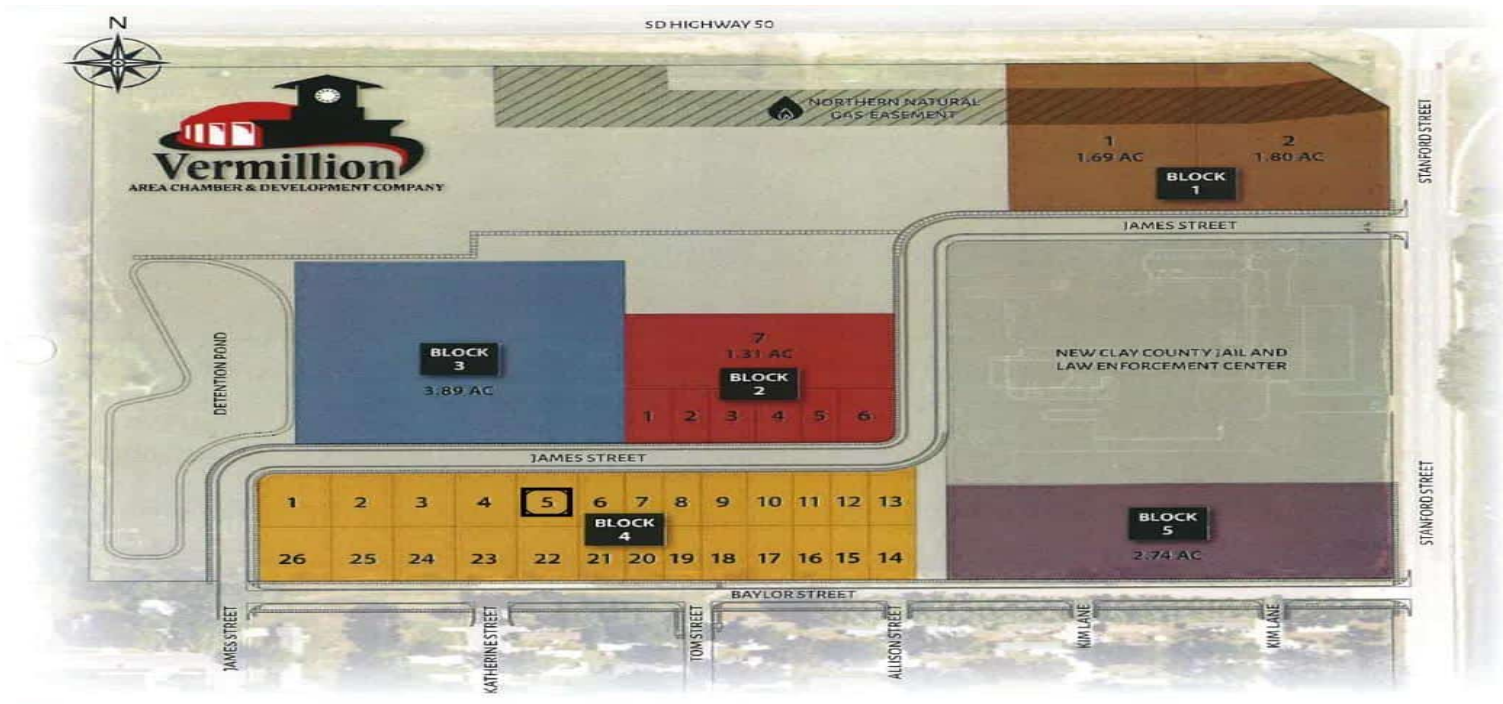 N
SD HIGHWAY 50
Vermillion
AREA CHAMBER & DEVELOPMENT COMPANY
NORTHERN NATURAL
GAS EASEMENT
1
1.69 AC
2
1.80 AC
BLOCK
1
STANFORD STREET
JAMES STREET
DETENTION POND
BLOCK
3
3.89 AC
7
1.31 AC
BLOCK
2
1 2 3 4 5 6
NEW CLAY COUNTY JAIL AND
LAW ENFORCEMENT CENTER
JAMES STREET
1 2 3 4 5 6 7 8 9 10 11 12 13
BLOCK
4
26 25 24 23 22 21 20 19 18 17 16 15 14
BLOCK
5
2.74 AC
STANFORD STREET
BAYLOR STREET
JAMES STREET
KATHERINE STREET
TOM STREET
ALLISON STREET
KIM LANE
KIM LANE